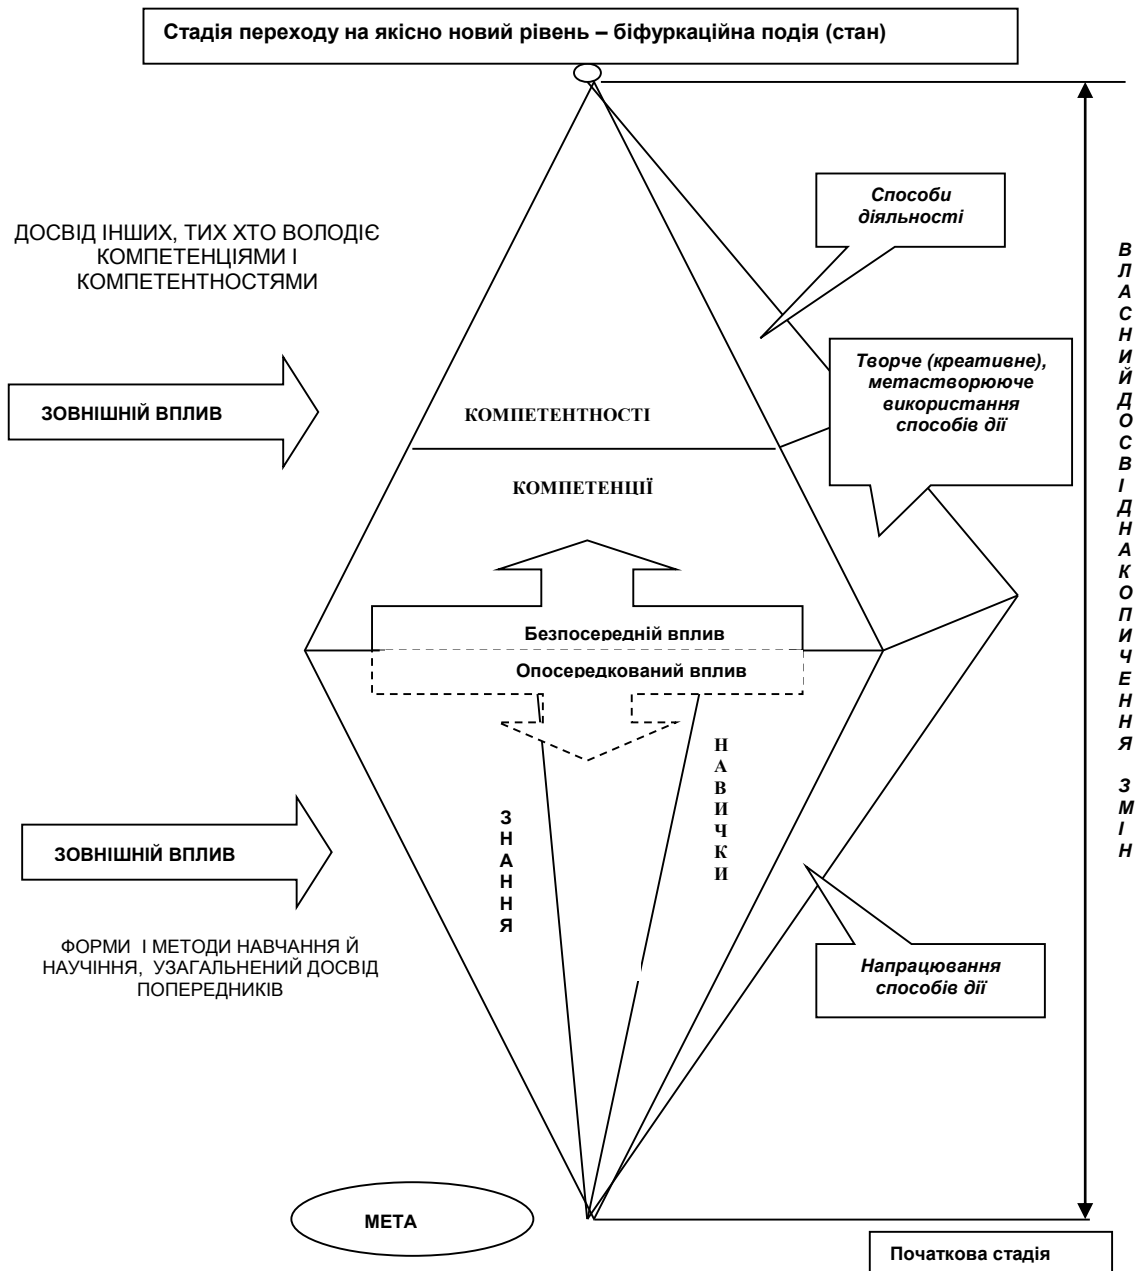 Стадія переходу на якісно новий рівень – біфуркаційна подія (стан)
Способи
діяльності
ДОСВІД ІНШИХ, ТИХ ХТО ВОЛОДІЄ
КОМПЕТЕНЦІЯМИ І
КОМПЕТЕНТНОСТЯМИ
ЗОВНІШНІЙ ВПЛИВ
Творче (креативне),
метастворююче
використання
способів дії
КОМПЕТЕНТНОСТІ
КОМПЕТЕНЦІЇ
Безпосередній вплив
Опосередкований вплив
ЗНАННЯ
НАВИЧКИ
ВЛАСНИЙ ДОСВІД НАКОПИЧЕННЯ ЗМІН
ЗОВНІШНІЙ ВПЛИВ
ФОРМИ І МЕТОДИ НАВЧАННЯ Й
НАУЧІННЯ, УЗАГАЛЬНЕНИЙ ДОСВІД
ПОПЕРЕДНИКІВ
Напрацювання
способів дії
МЕТА
Початкова стадія